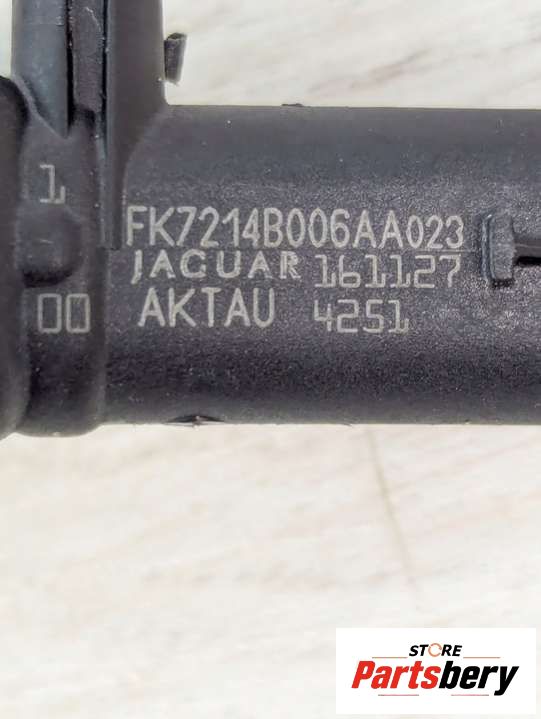 1
FK7214B006AA023
JAGUAR 161127
00 AKTAU 4251
STORE
Partsbery